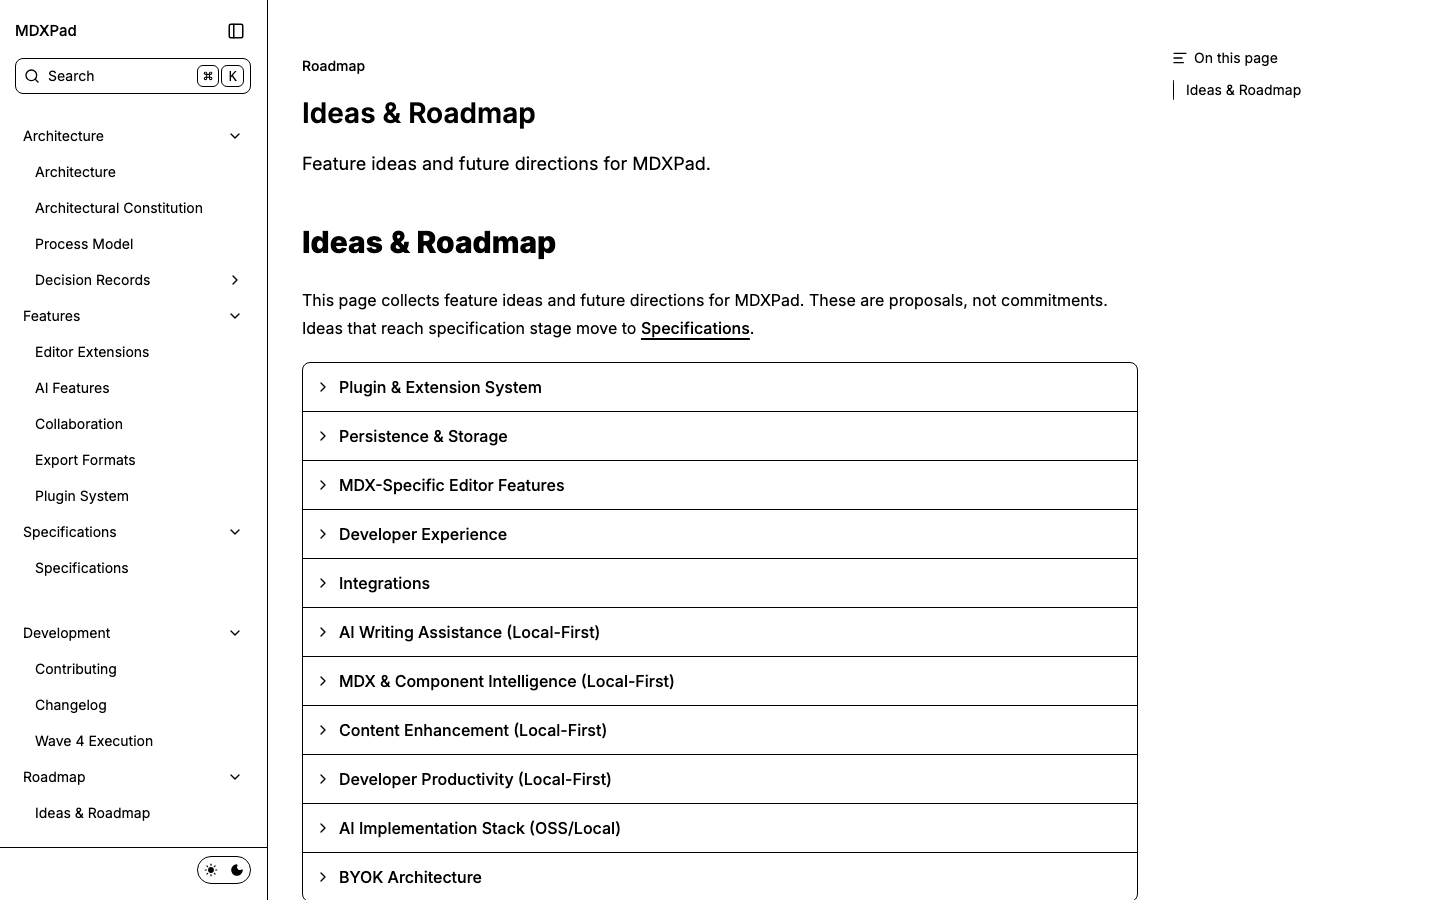 MDXPad
Search
⌘ K
Architecture
Architecture
Architectural Constitution
Process Model
Decision Records
Features
Editor Extensions
AI Features
Collaboration
Export Formats
Plugin System
Specifications
Specifications
Development
Contributing
Changelog
Wave 4 Execution
Roadmap
Ideas & Roadmap
Roadmap
Ideas & Roadmap
Feature ideas and future directions for MDXPad.
Ideas & Roadmap
This page collects feature ideas and future directions for MDXPad. These are proposals, not commitments.
Ideas that reach specification stage move to Specifications.
Plugin & Extension System
Persistence & Storage
MDX-Specific Editor Features
Developer Experience
Integrations
AI Writing Assistance (Local-First)
MDX & Component Intelligence (Local-First)
Content Enhancement (Local-First)
Developer Productivity (Local-First)
AI Implementation Stack (OSS/Local)
BYOK Architecture
On this page
Ideas & Roadmap